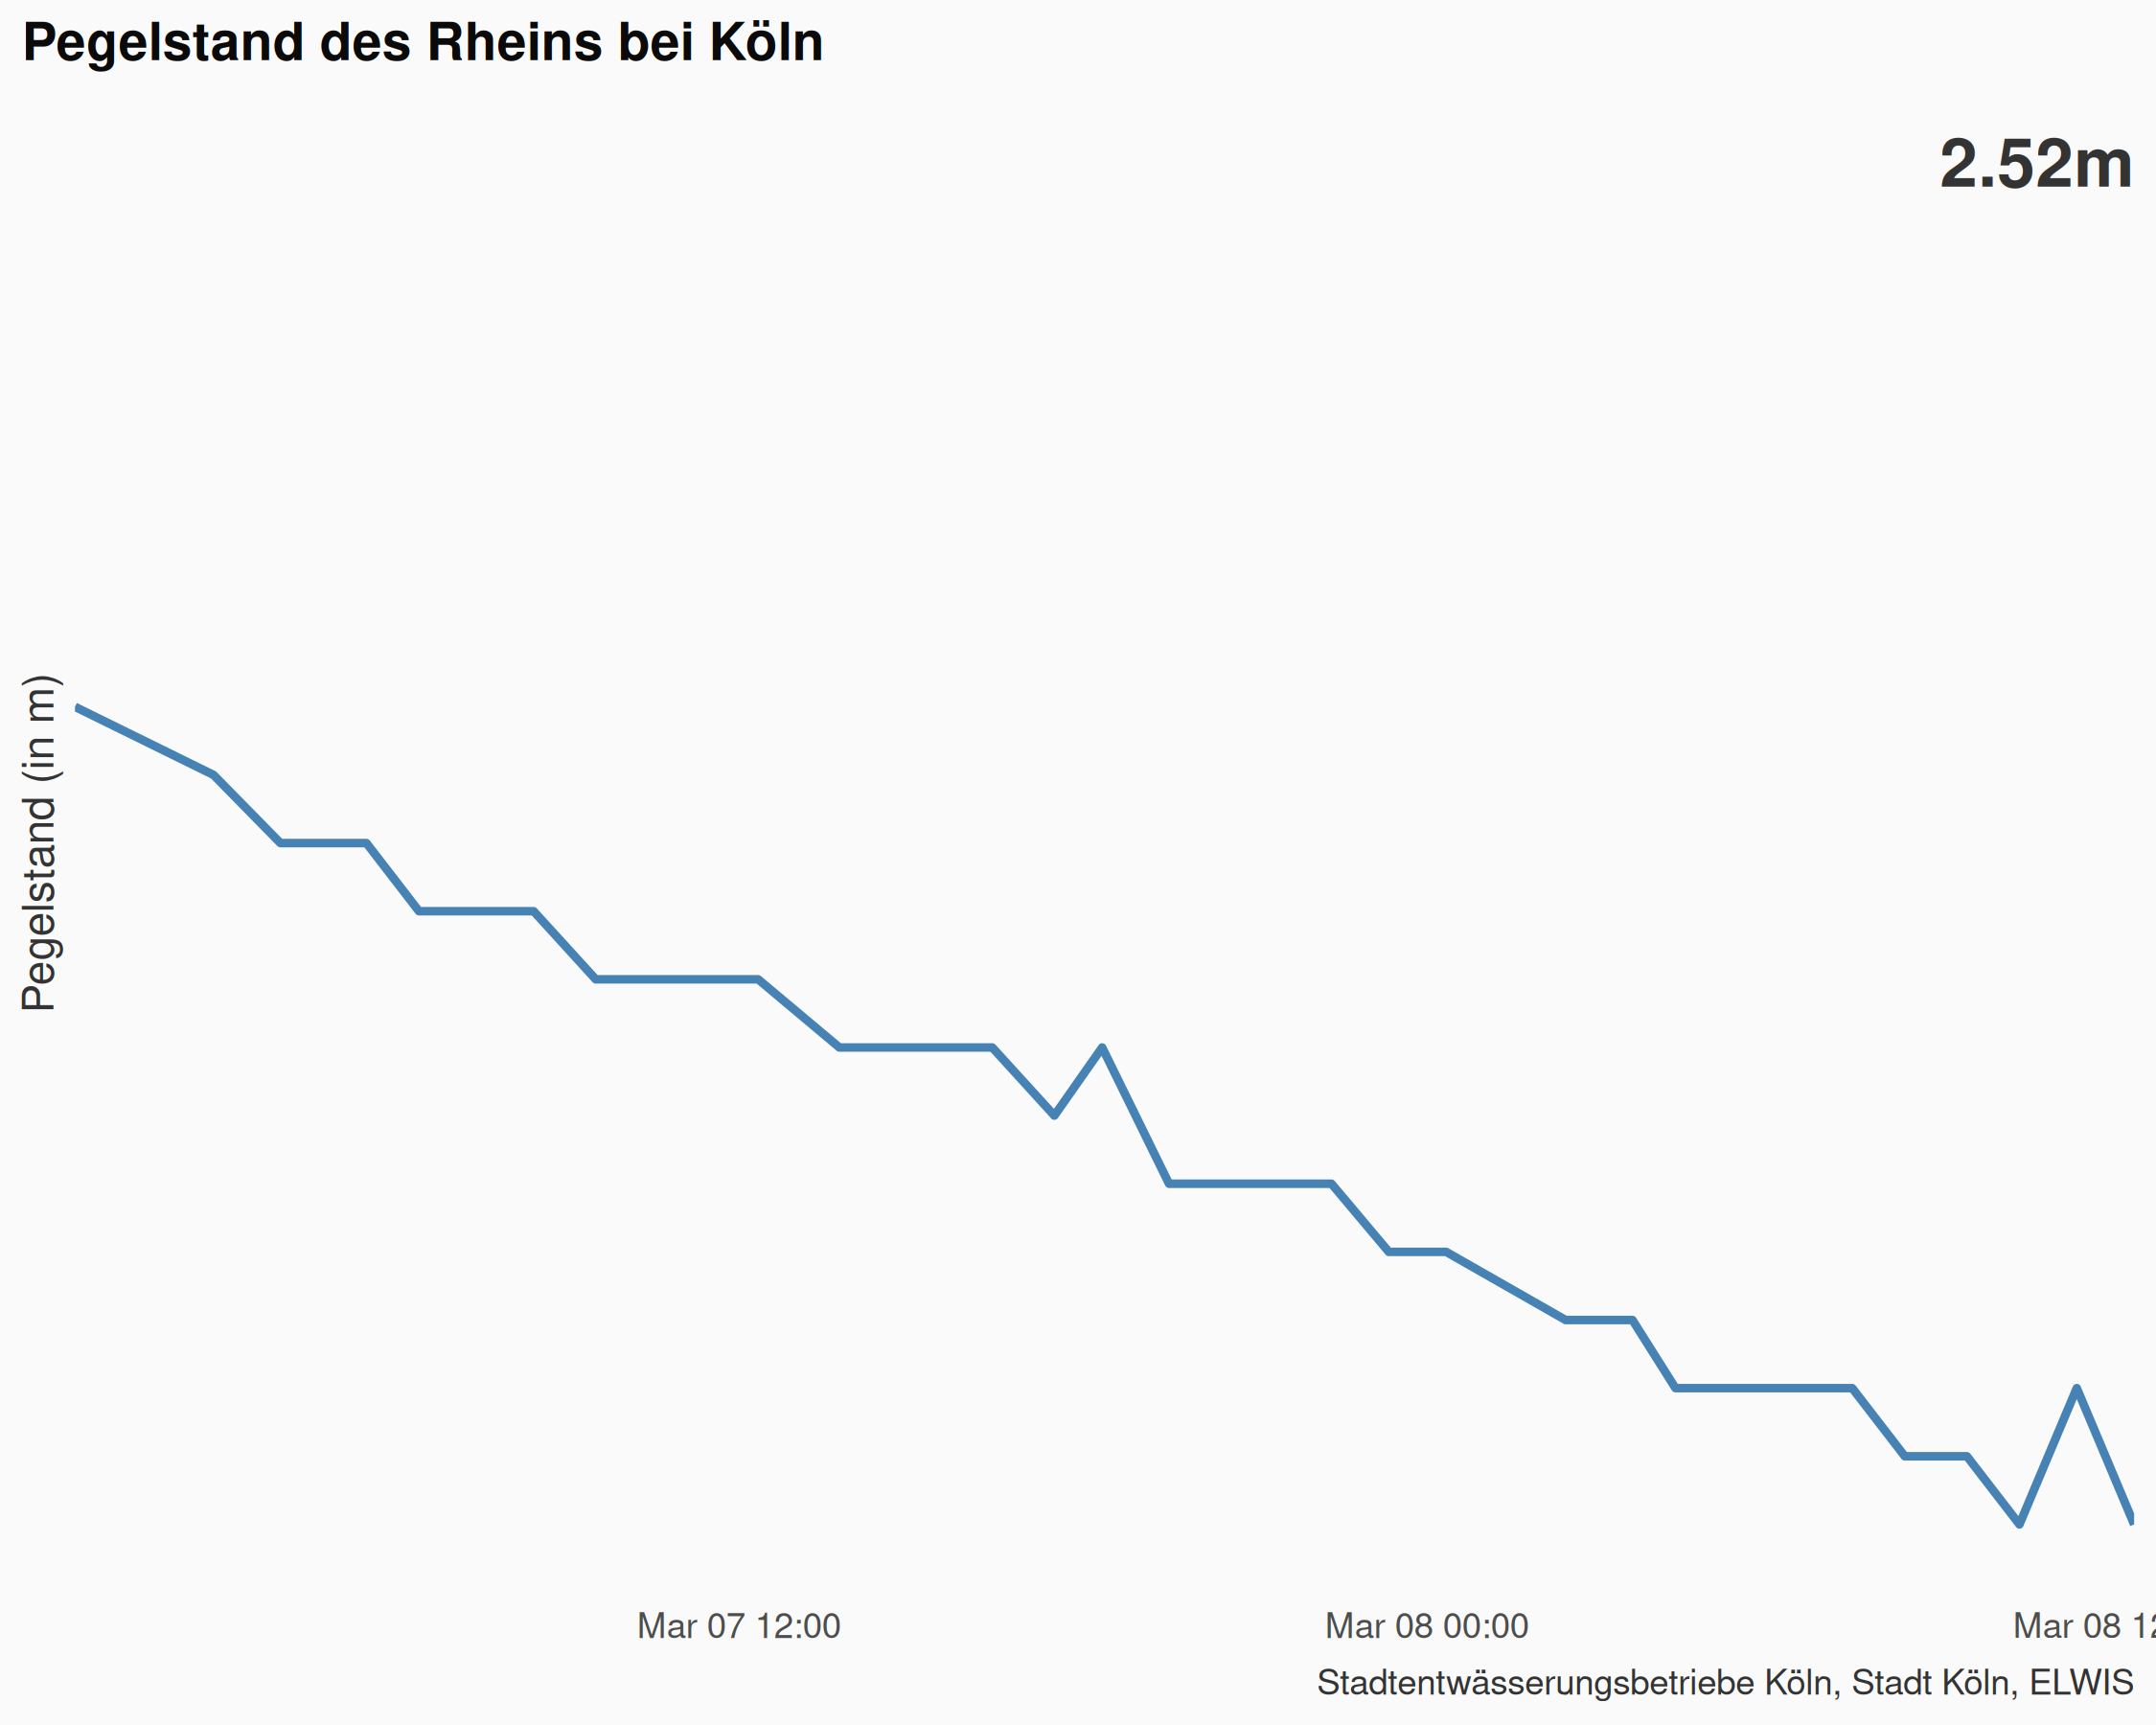 Pegelstand des Rheins bei Köln
2.52m
Pegelstand (in m)
Mar 07 12:00 Mar 08 00:00 Mar 08 12
Stadtentwässerungsbetriebe Köln, Stadt Köln, ELWIS